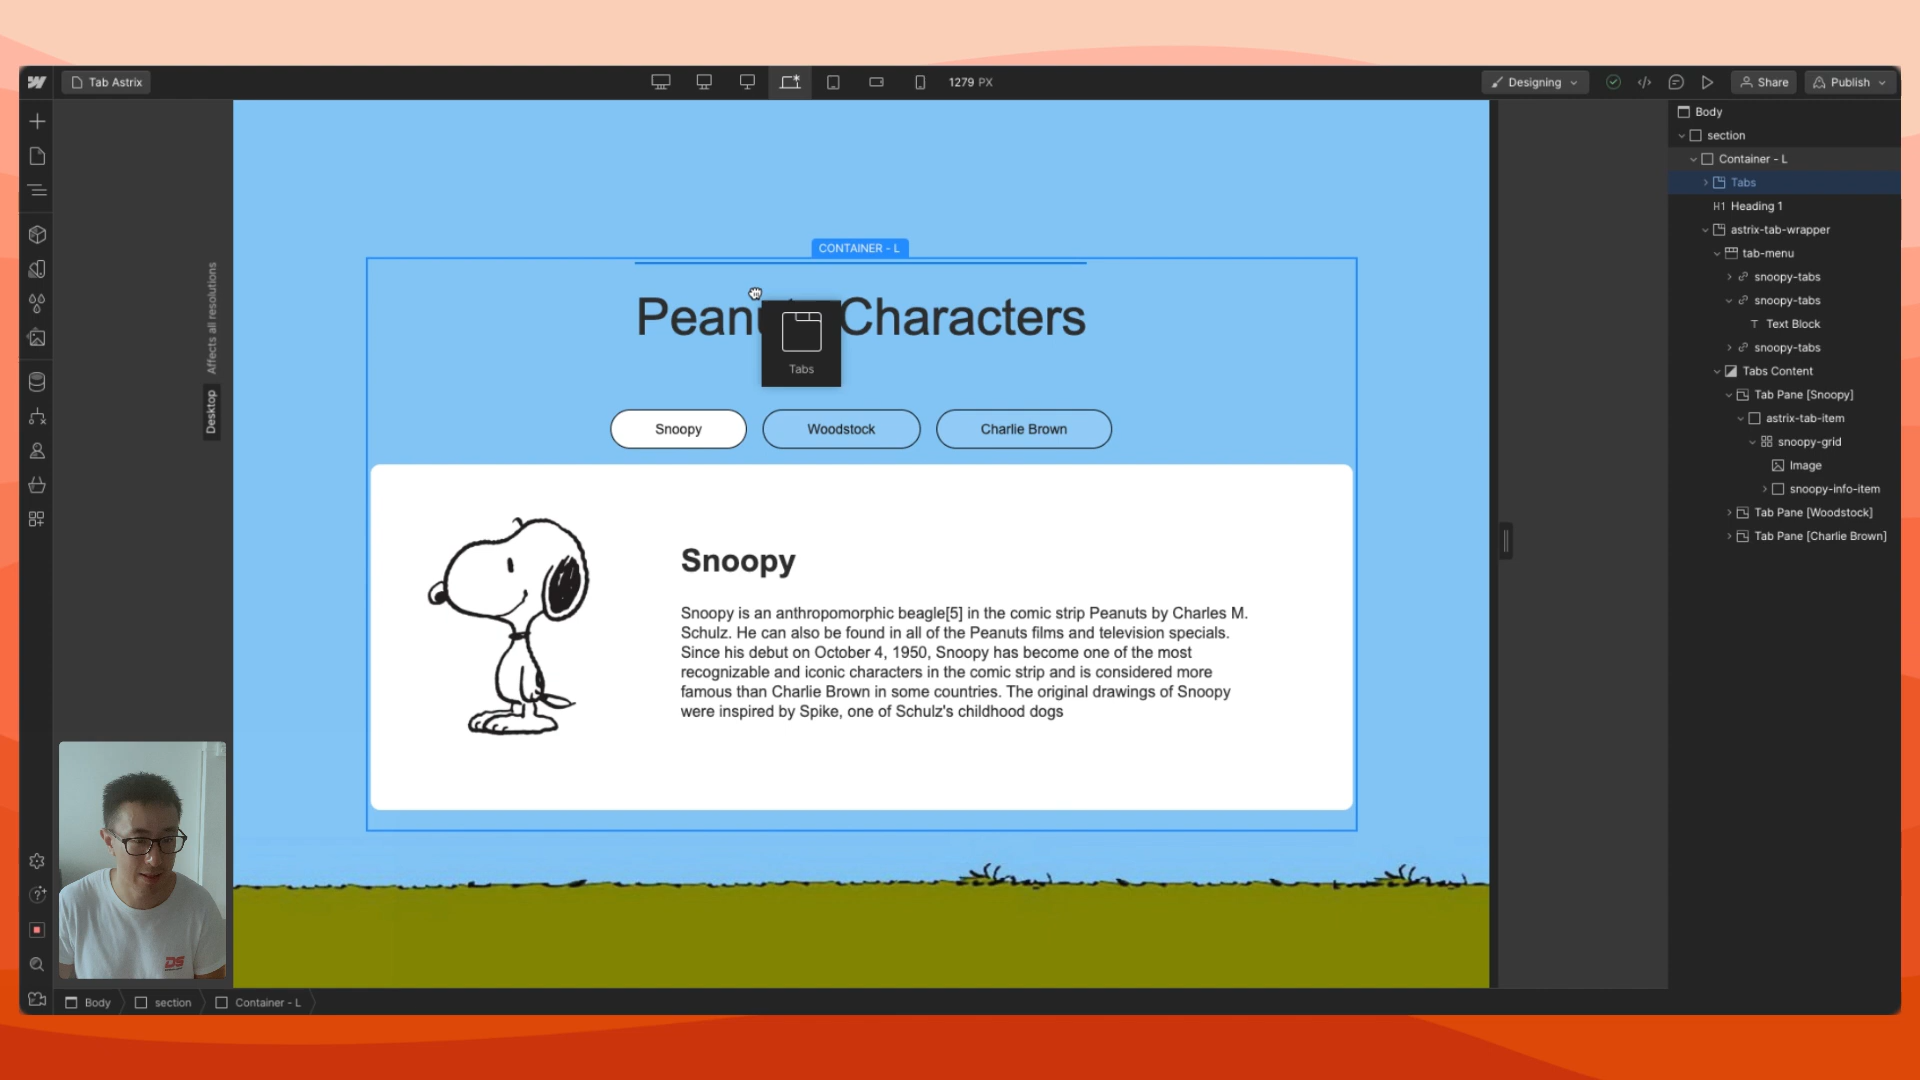 Tab Astrix
1279 PX
Designing
Share
Publish
Affects all resolutions
Desktop
CONTAINER - L
Peanu Characters
Tabs
Snoopy
Woodstock
Charlie Brown
Snoopy
Snoopy is an anthropomorphic beagle[5] in the comic strip Peanuts by Charles M.
Schulz. He can also be found in all of the Peanuts films and television specials.
Since his debut on October 4, 1950, Snoopy has become one of the most
recognizable and iconic characters in the comic strip and is considered more
famous than Charlie Brown in some countries. The original drawings of Snoopy
were inspired by Spike, one of Schulz's childhood dogs
Body
section
Container - L
Tabs
H1 Heading 1
astrix-tab-wrapper
tab-menu
snoopy-tabs
snoopy-tabs
T Text Block
snoopy-tabs
Tabs Content
Tab Pane [Snoopy]
astrix-tab-item
snoopy-grid
Image
snoopy-info-item
Tab Pane [Woodstock]
Tab Pane [Charlie Brown]
DS
Body
section
Container - L